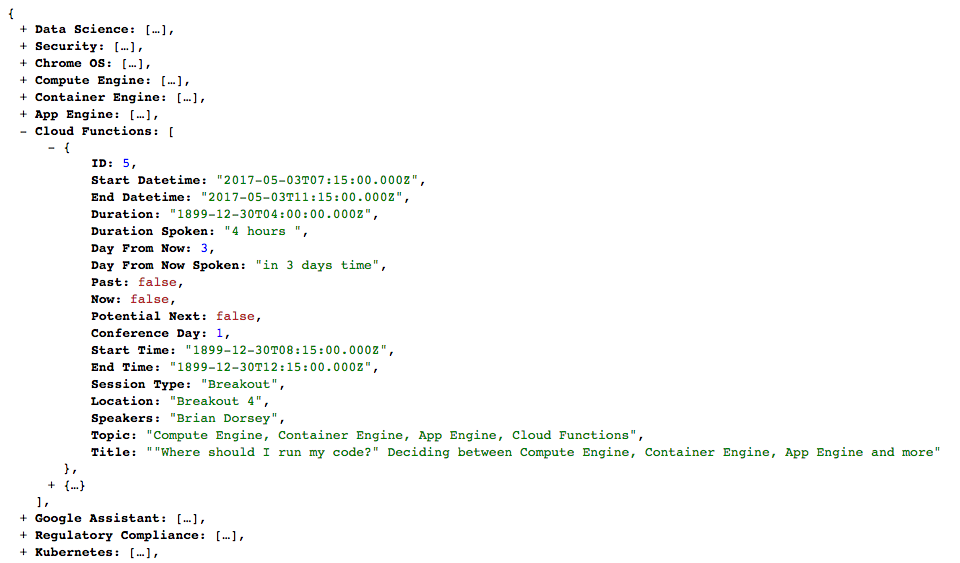 {
+ Data Science: […],
+ Security: […],
+ Chrome OS: […],
+ Compute Engine: […],
+ Container Engine: […],
+ App Engine: […],
- Cloud Functions: [
- {
ID: 5,
Start Datetime: "2017-05-03T07:15:00.000Z",
End Datetime: "2017-05-03T11:15:00.000Z",
Duration: "1899-12-30T04:00:00.000Z",
Duration Spoken: "4 hours ",
Day From Now: 3,
Day From Now Spoken: "in 3 days time",
Past: false,
Now: false,
Potential Next: false,
Conference Day: 1,
Start Time: "1899-12-30T08:15:00.000Z",
End Time: "1899-12-30T12:15:00.000Z",
Session Type: "Breakout",
Location: "Breakout 4",
Speakers: "Brian Dorsey",
Topic: "Compute Engine, Container Engine, App Engine, Cloud Functions",
Title: ""Where should I run my code?" Deciding between Compute Engine, Container Engine, App Engine and more"
},
+ {…}
],
+ Google Assistant: […],
+ Regulatory Compliance: […],
+ Kubernetes: […],